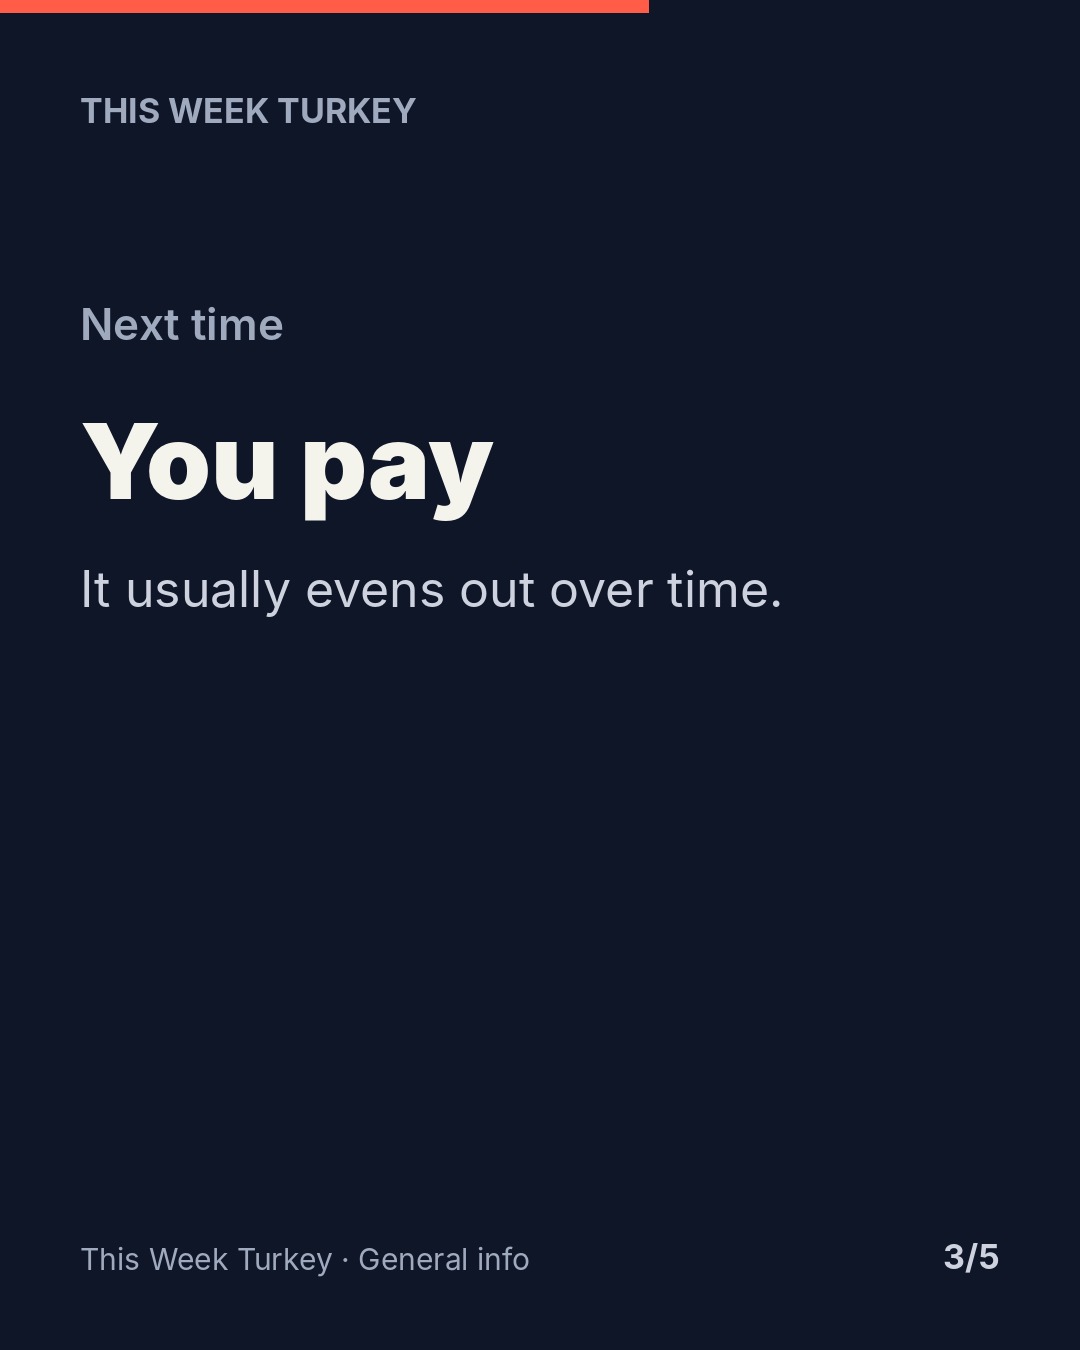 THIS WEEK TURKEY
Next time
You pay
It usually evens out over time.
This Week Turkey · General info
3/5